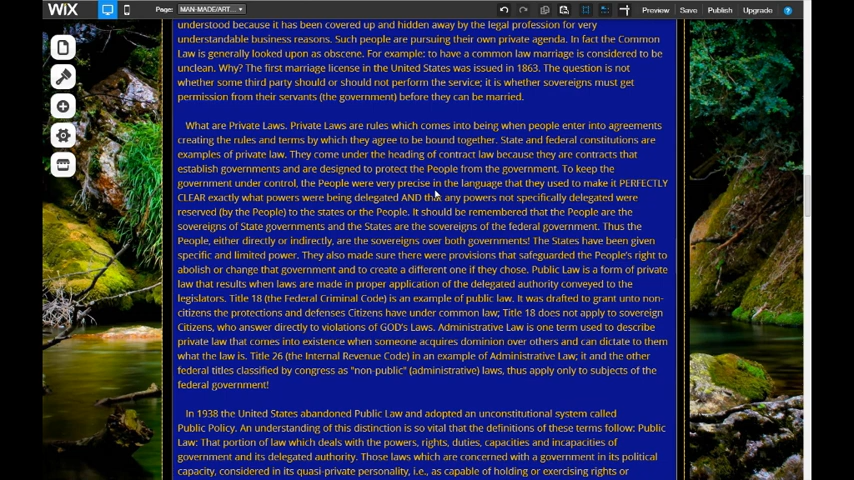 WiX
Page: MAN-MADE/ART...
Preview
Save
Publish
Upgrade
?
understood because it has been covered up and hidden away by the legal profession for very
understandable business reasons. Such people are pursuing their own private agenda. In fact the Common
Law is generally looked upon as obscene. For example: to have a common law marriage is considered to be
unclean. Why? The first marriage license in the United States was issued in 1863. The question is not
whether some third party should or should not perform the service; it is whether sovereigns must get
permission from their servants (the government) before they can be married.
What are Private Laws. Private Laws are rules which comes into being when people enter into agreements
creating the rules and terms by which they agree to be bound together. State and federal constitutions are
examples of private law. They come under the heading of contract law because they are contracts that
establish governments and are designed to protect the People from the government. To keep the
government under control, the People were very precise in the language that they used to make it PERFECTLY
CLEAR exactly what powers were being delegated AND that any powers not specifically delegated were
reserved (by the People) to the states or the People. It should be remembered that the People are the
sovereigns of State governments and the States are the sovereigns of the federal government. Thus the
People, either directly or indirectly, are the sovereigns over both governments! The States have been given
specific and limited power. They also made sure there were provisions that safeguarded the People's right to
abolish or change that government and to create a different one if they chose. Public Law is a form of private
law that results when laws are made in proper application of the delegated authority conveyed to the
legislators. Title 18 (the Federal Criminal Code) is an example of public law. It was drafted to grant unto non-
citizens the protections and defenses Citizens have under common law; Title 18 does not apply to sovereign
Citizens, who answer directly to violations of GOD's Laws. Administrative Law is one term used to describe
private law that comes into existence when someone acquires dominion over others and can dictate to them
what the law is. Title 26 (the Internal Revenue Code) in an example of Administrative Law; it and the other
federal titles classified by congress as "non-public" (administrative) laws, thus apply only to subjects of the
federal government!
In 1938 the United States abandoned Public Law and adopted an unconstitutional system called
Public Policy. An understanding of this distinction is so vital that the definitions of these terms follow: Public
Law: That portion of law which deals with the powers, rights, duties, capacities and incapacities of
government and its delegated authority. Those laws which are concerned with a government in its political
capacity, considered in its quasi-private personality, i.e., as capable of holding or exercising rights or